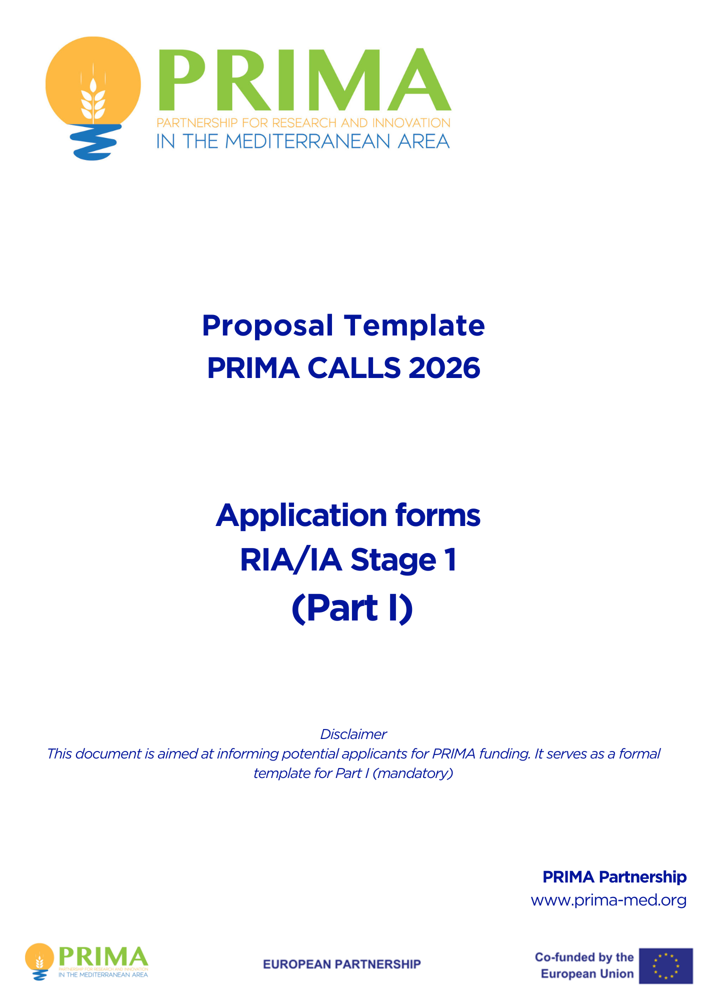 PRIMA
PARTNERSHIP FOR RESEARCH AND INNOVATION
IN THE MEDITERRANEAN AREA
Proposal Template
PRIMA CALLS 2026
Application forms
RIA/IA Stage 1
(Part I)
Disclaimer
This document is aimed at informing potential applicants for PRIMA funding. It serves as a formal
template for Part I (mandatory)
PRIMA Partnership
www.prima-med.org
PRIMA
PARTNERSHIP FOR RESEARCH AND INNOVATION
IN THE MEDITERRANEAN AREA
EUROPEAN PARTNERSHIP
Co-funded by the
European Union